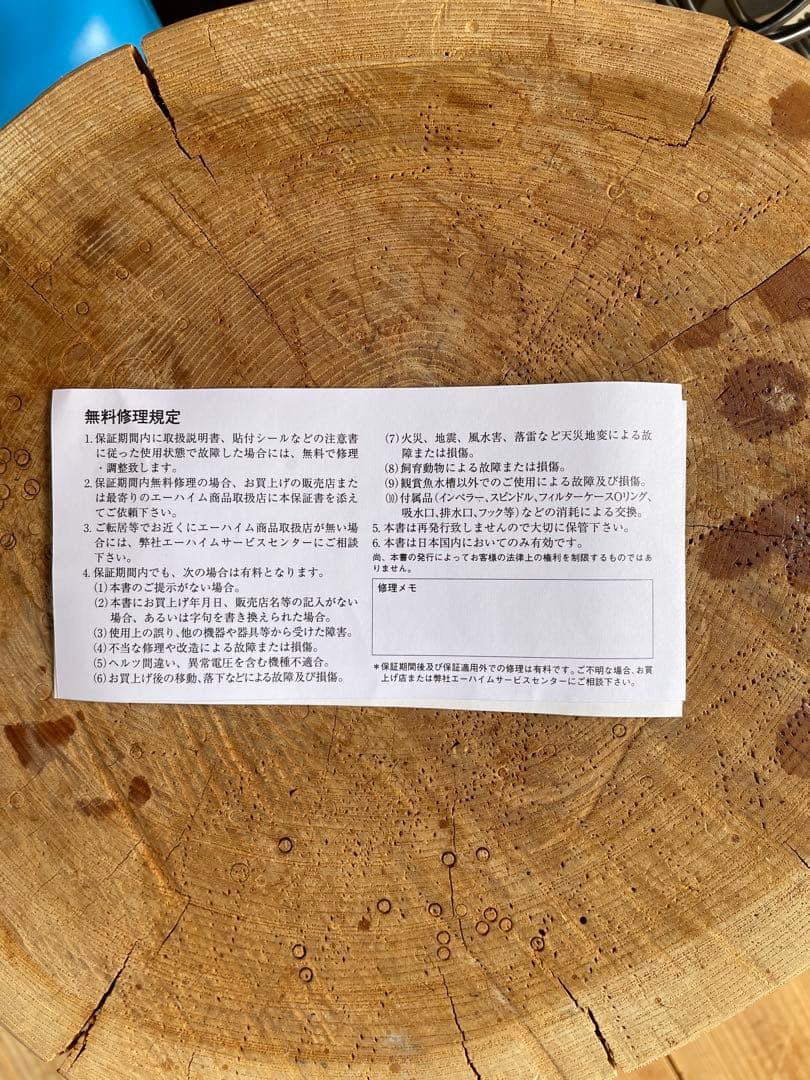 無料修理規定
1. 保証期間内に取扱説明書、貼付シールなどの注意書
に従った使用状態で故障した場合には、無料で修理
・調整致します。
2. 保証期間内無料修理の場合、お買上げの販売店また
は最寄りのエーハイム商品取扱店に本保証書を添え
てご依頼下さい。
3. ご転居等でお近くにエーハイム商品取扱店が無い場
合には、弊社エーハイムサービスセンターにご相談
下さい。
4. 保証期間内でも、次の場合は有料となります。
(1)本書のご提示がない場合。
(2)本書にお買上げ年月日、販売店名等の記入がない
場合、あるいは字句を書き換えられた場合。
(3)使用上の誤り、他の機器や器具等から受けた障害。
(4)不当な修理や改造による故障または損傷。
(5)ヘルツ間違い、異常電圧を含む機種不適合。
(6)お買上げ後の移動、落下などによる故障及び損傷。
(7)火災、地震、風水害、落雷など天災地変による故
障または損傷。
(8)飼育動物による故障または損傷。
(9)観賞魚水槽以外でのご使用による故障及び損傷。
(10)付属品(インペラー、スピンドル、フィルターケースOリング、
吸水口、排水口、フック等)などの消耗による交換。
5. 本書は再発行致しませんので大切に保管下さい。
6. 本書は日本国内においてのみ有効です。
尚、本書の発行によってお客様の法律上の権利を制限するものではあ
りません。
修理メモ
*保証期間後及び保証適用外での修理は有料です。ご不明な場合、お買
上げ店または弊社エーハイムサービスセンターにご相談下さい。